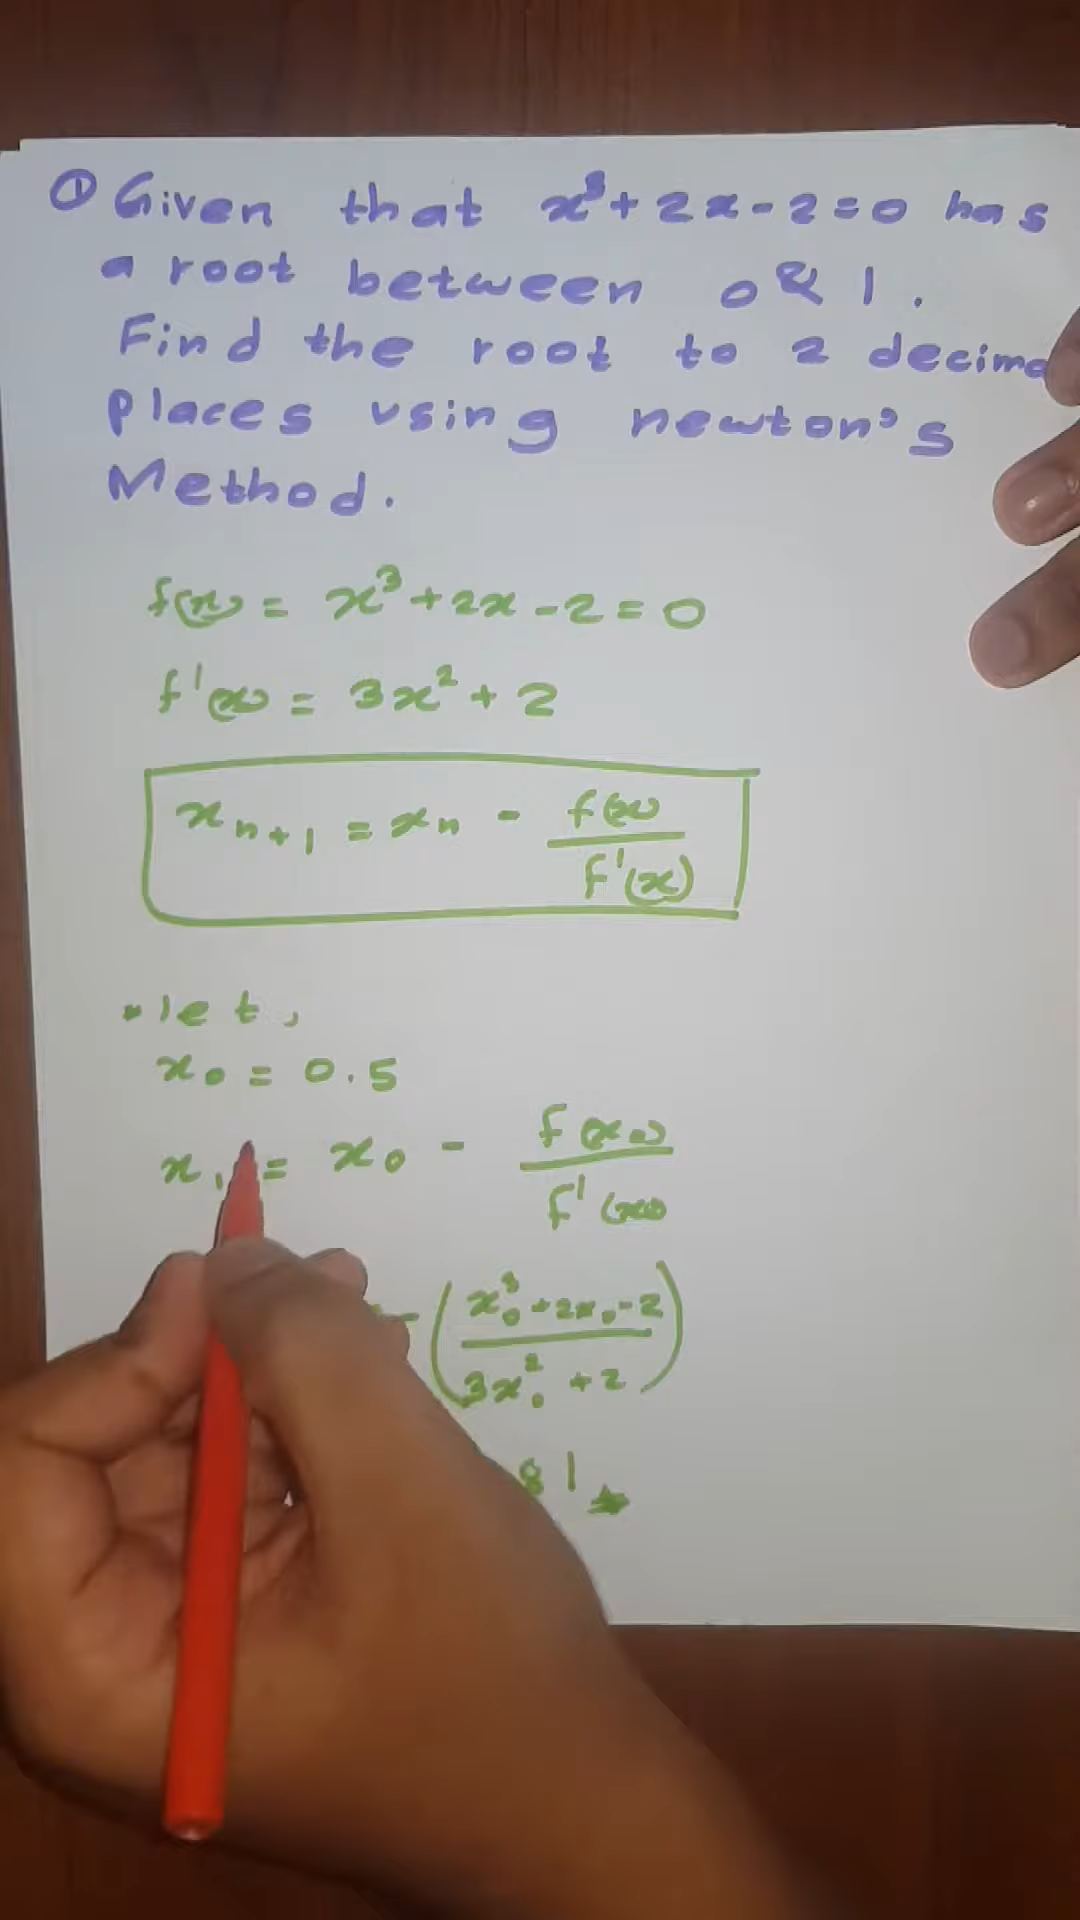 ① Given that x³+2x-2=0 has
a root between 0 & 1.
Find the root to 2
places using newton's
Method.
f(x) = x³+2x-2=0
f'(x) = 3x²+2
xₙ₊₁ = xₙ - f(x)/f'(x)
let,
x₀ = 0.5
x₁ = x₀ - f(x₀)/f'(x₀)
- (x₀³+2x₀-2/3x₀²+2)
81